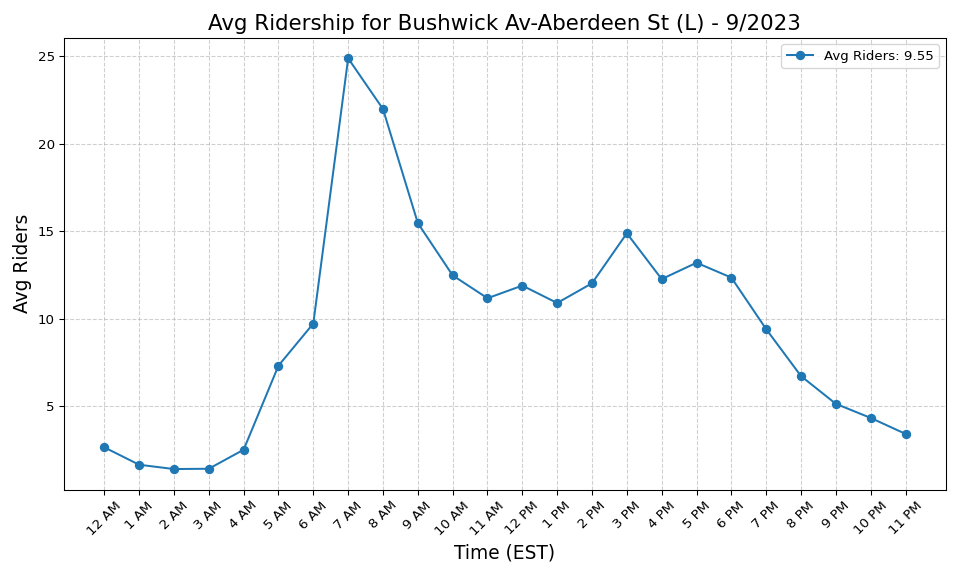 Avg Ridership for Bushwick Av-Aberdeen St (L) - 9/2023
Avg Riders: 9.55
Avg Riders
25
20
15
10
5
12 AM
1 AM
2 AM
3 AM
4 AM
5 AM
6 AM
7 AM
8 AM
9 AM
10 AM
11 AM
12 PM
1 PM
2 PM
3 PM
4 PM
5 PM
6 PM
7 PM
8 PM
9 PM
10 PM
11 PM
Time (EST)